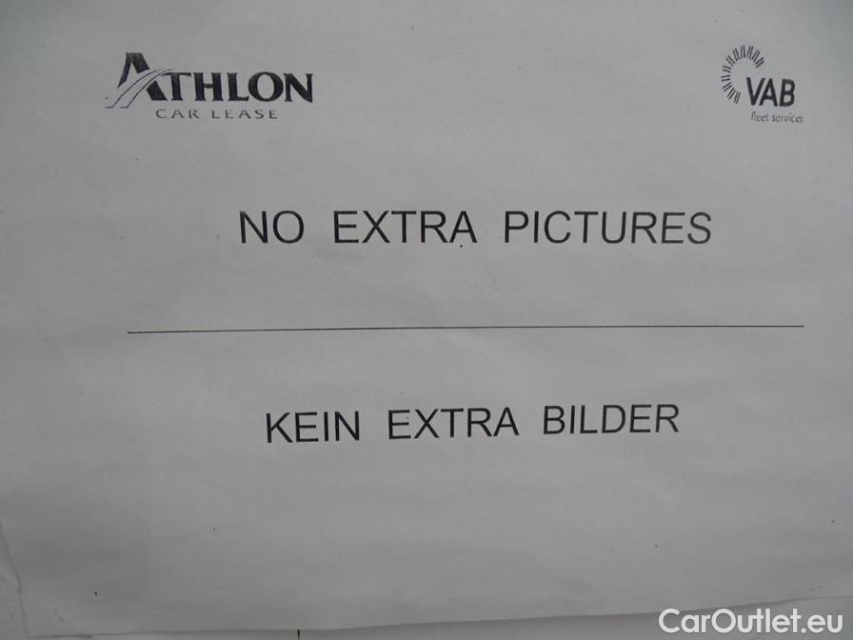 ATHLON
CAR LEASE
VAB
fleet services
NO EXTRA PICTURES
KEIN EXTRA BILDER
CarOutlet.eu